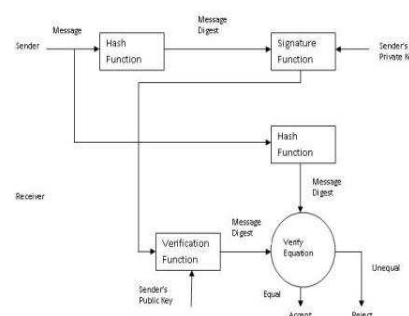 Message
Sender
Hash
Function
Message
Digest
Signature
Function
Sender's
Private K
Hash
Function
Receiver
Message
Digest
Verification
Function
Message
Digest
Verify
Equation
Unequal
Equal
Sender's
Public Key
Accept
Reject